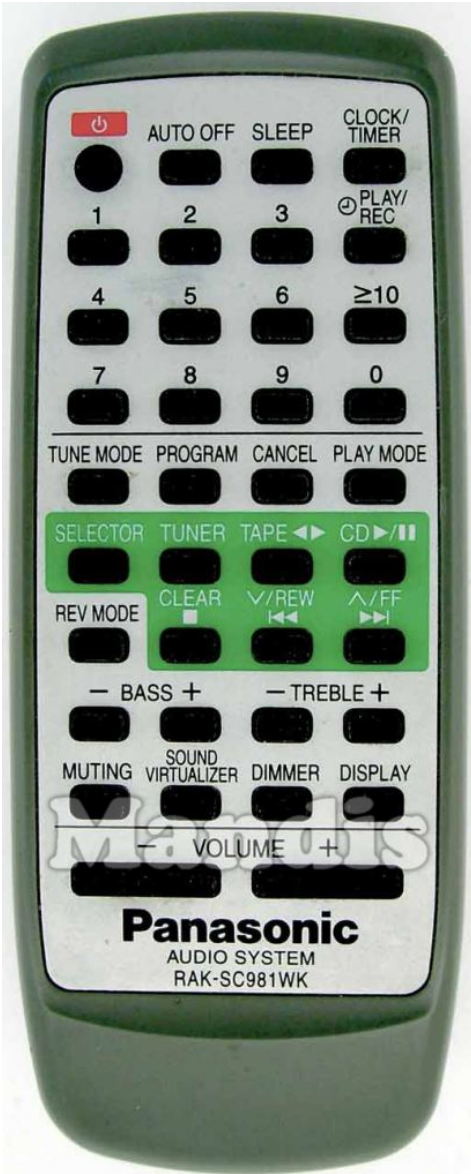 ⏻ AUTO OFF SLEEP CLOCK/
TIMER
1 2 3 PLAY/
REC
4 5 6 ≥10
7 8 9 0
TUNE MODE PROGRAM CANCEL PLAY MODE
SELECTOR TUNER TAPE ◀▶ CD▶/❚❚
REV MODE CLEAR ∨/REW ∧/FF
■ |◀◀ ▶▶|
− BASS + − TREBLE +
MUTING SOUND
VIRTUALIZER DIMMER DISPLAY
Mandis
− VOLUME +
Panasonic
AUDIO SYSTEM
RAK-SC981WK